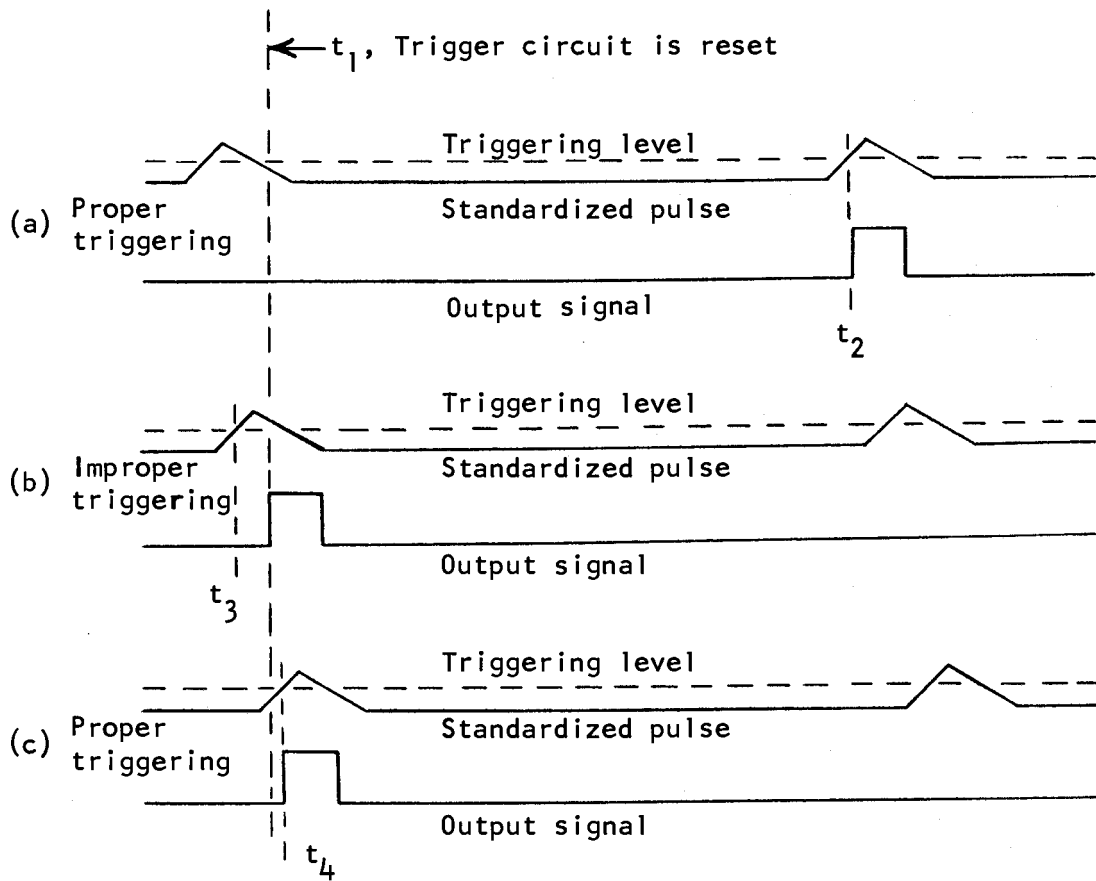 t1, Trigger circuit is reset
Triggering level
(a) Proper
triggering
Standardized pulse
Output signal
t2
Triggering level
(b) Improper
triggering
Standardized pulse
Output signal
t3
Triggering level
(c) Proper
triggering
Standardized pulse
Output signal
t4